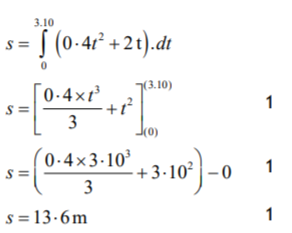 s = ∫₀^3.10 (0·4t² + 2t).dt
s = [0·4×t³/3 + t²]₍₀₎^(3.10) 1
s = (0·4×3·10³/3 + 3·10²) − 0 1
s = 13·6m 1